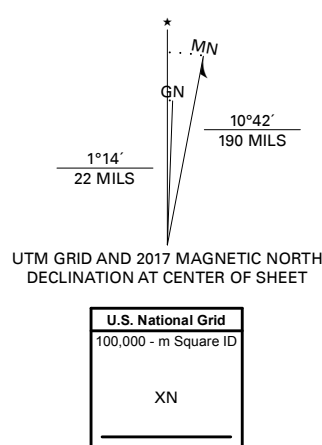 ★
MN
GN
10°42´
190 MILS
1°14´
22 MILS
UTM GRID AND 2017 MAGNETIC NORTH
DECLINATION AT CENTER OF SHEET
U.S. National Grid
100,000 - m Square ID
XN